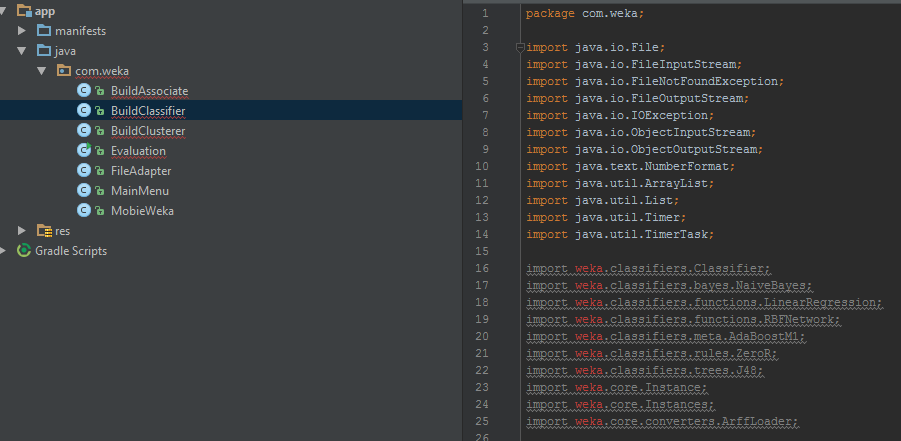 app
manifests
java
com.weka
BuildAssociate
BuildClassifier
BuildClusterer
Evaluation
FileAdapter
MainMenu
MobieWeka
res
Gradle Scripts
1 package com.weka;
2
3 import java.io.File;
4 import java.io.FileInputStream;
5 import java.io.FileNotFoundException;
6 import java.io.FileOutputStream;
7 import java.io.IOException;
8 import java.io.ObjectInputStream;
9 import java.io.ObjectOutputStream;
10 import java.text.NumberFormat;
11 import java.util.ArrayList;
12 import java.util.List;
13 import java.util.Timer;
14 import java.util.TimerTask;
15
16 import weka.classifiers.Classifier;
17 import weka.classifiers.bayes.NaiveBayes;
18 import weka.classifiers.functions.LinearRegression;
19 import weka.classifiers.functions.RBFNetwork;
20 import weka.classifiers.meta.AdaBoostM1;
21 import weka.classifiers.rules.ZeroR;
22 import weka.classifiers.trees.J48;
23 import weka.core.Instance;
24 import weka.core.Instances;
25 import weka.core.converters.ArffLoader;
26